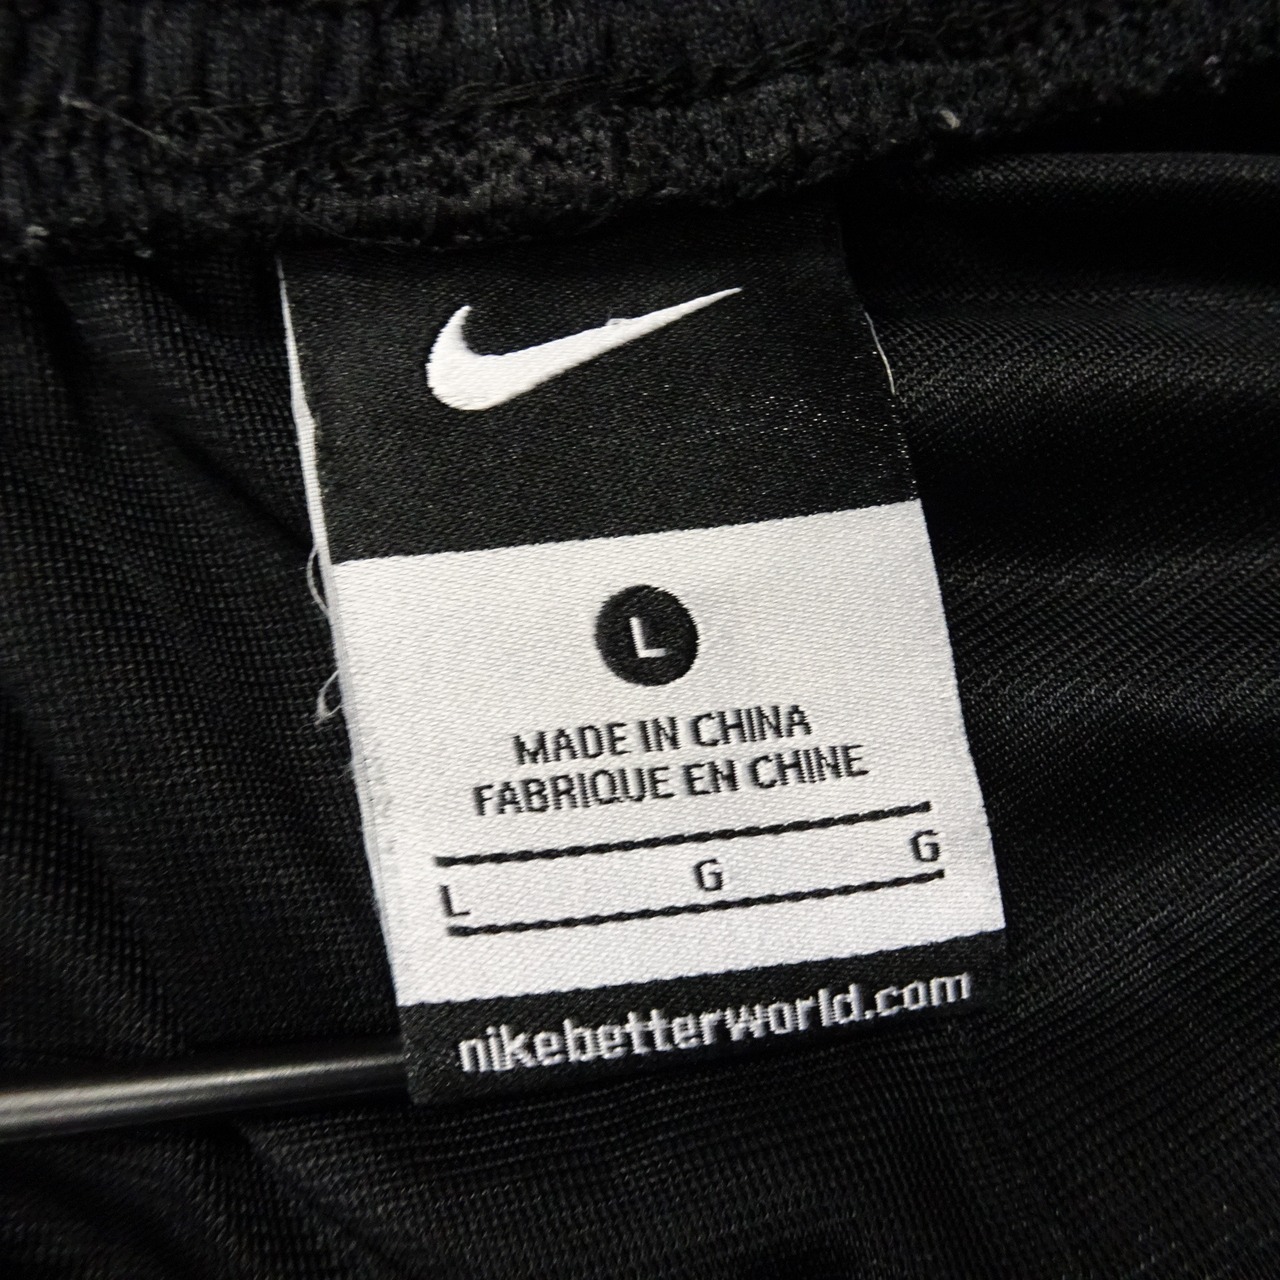 L
MADE IN CHINA
FABRIQUE EN CHINE
L G G
nikebetterworld.com